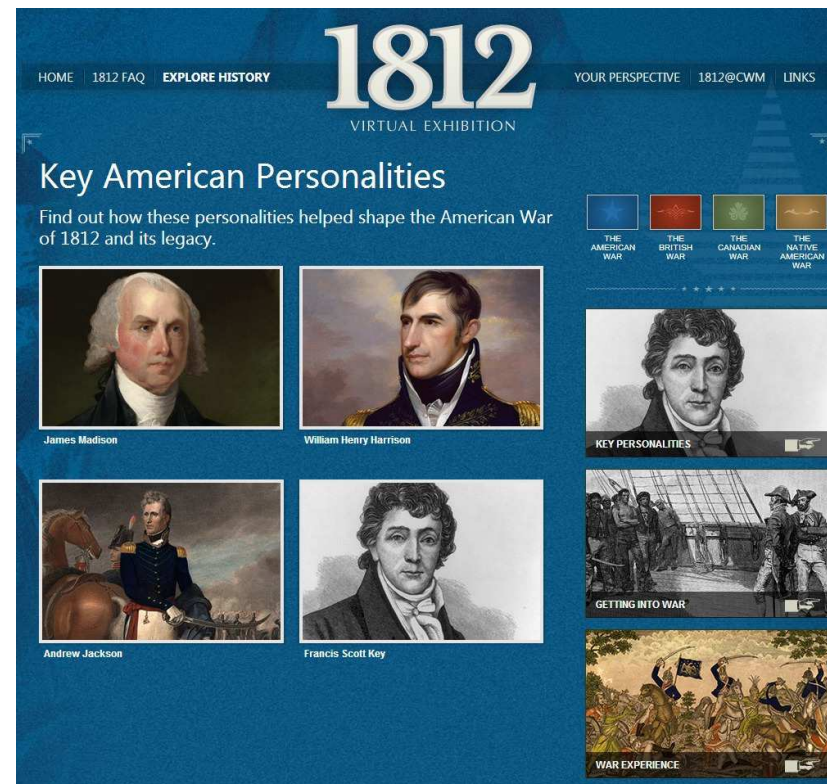 1812
VIRTUAL EXHIBITION
HOME
1812 FAQ
EXPLORE HISTORY
YOUR PERSPECTIVE
1812@CWM
LINKS
Key American Personalities
Find out how these personalities helped shape the American War
of 1812 and its legacy.
James Madison
William Henry Harrison
Andrew Jackson
Francis Scott Key
THE
AMERICAN
WAR
THE
BRITISH
WAR
THE
CANADIAN
WAR
THE
NATIVE
AMERICAN
WAR
KEY PERSONALITIES
GETTING INTO WAR
WAR EXPERIENCE